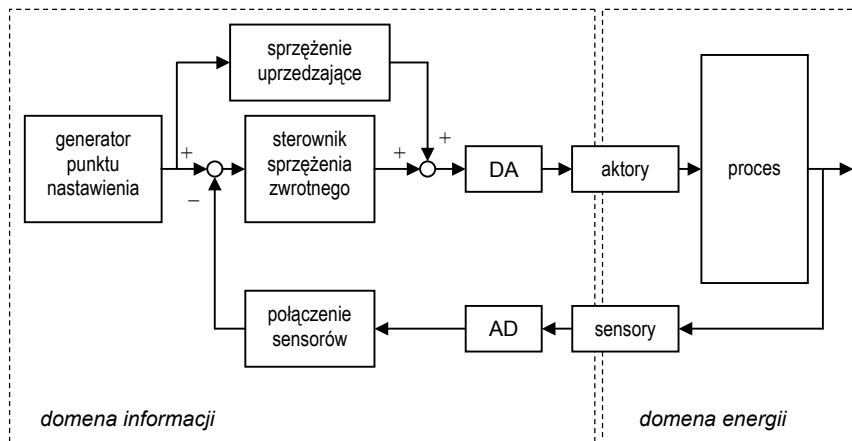 sprzężenie
uprzedzające
generator
punktu
nastawienia
+
−
sterownik
sprzężenia
zwrotnego
+
+
DA
aktory
proces
połączenie
sensorów
AD
sensory
domena informacji
domena energii